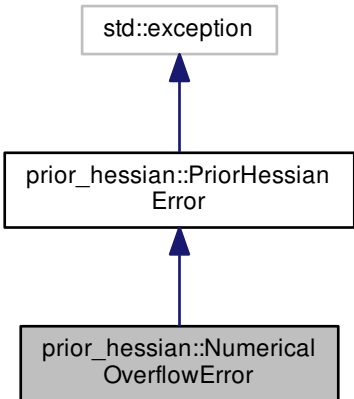 std::exception
prior_hessian::PriorHessian
Error
prior_hessian::Numerical
OverflowError